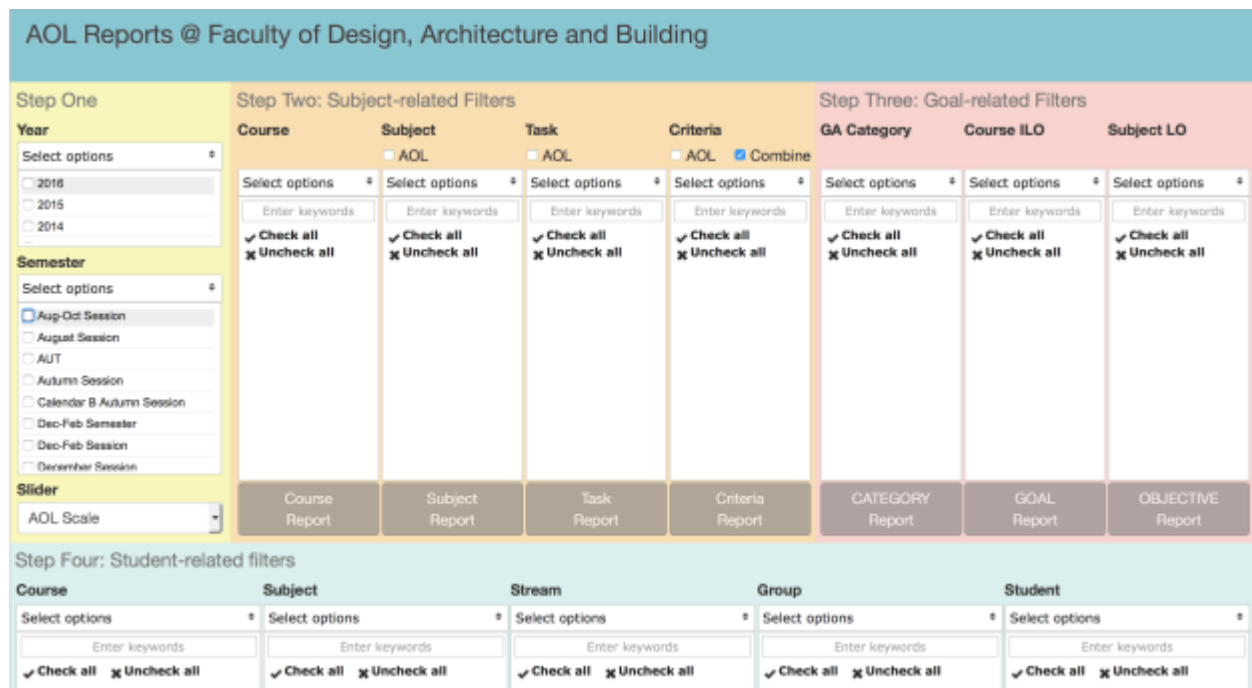 AOL Reports @ Faculty of Design, Architecture and Building
Step One
Year
Select options
2016
2015
2014
Semester
Select options
Aug-Oct Session
August Session
AUT
Autumn Session
Calendar B Autumn Session
Dec-Feb Semester
Dec-Feb Session
December Session
Slider
AOL Scale
Step Two: Subject-related Filters
Course Subject Task Criteria
AOL AOL AOL Combine
Select options Select options Select options Select options
Enter keywords Enter keywords Enter keywords Enter keywords
Check all Check all Check all Check all
Uncheck all Uncheck all Uncheck all Uncheck all
Course Subject Task Criteria
Report Report Report Report
Step Three: Goal-related Filters
GA Category Course ILO Subject LO
Select options Select options Select options
Enter keywords Enter keywords Enter keywords
Check all Check all Check all
Uncheck all Uncheck all Uncheck all
CATEGORY GOAL OBJECTIVE
Report Report Report
Step Four: Student-related filters
Course Subject Stream Group Student
Select options Select options Select options Select options Select options
Enter keywords Enter keywords Enter keywords Enter keywords Enter keywords
Check all Uncheck all Check all Uncheck all Check all Uncheck all Check all Uncheck all Check all Uncheck all